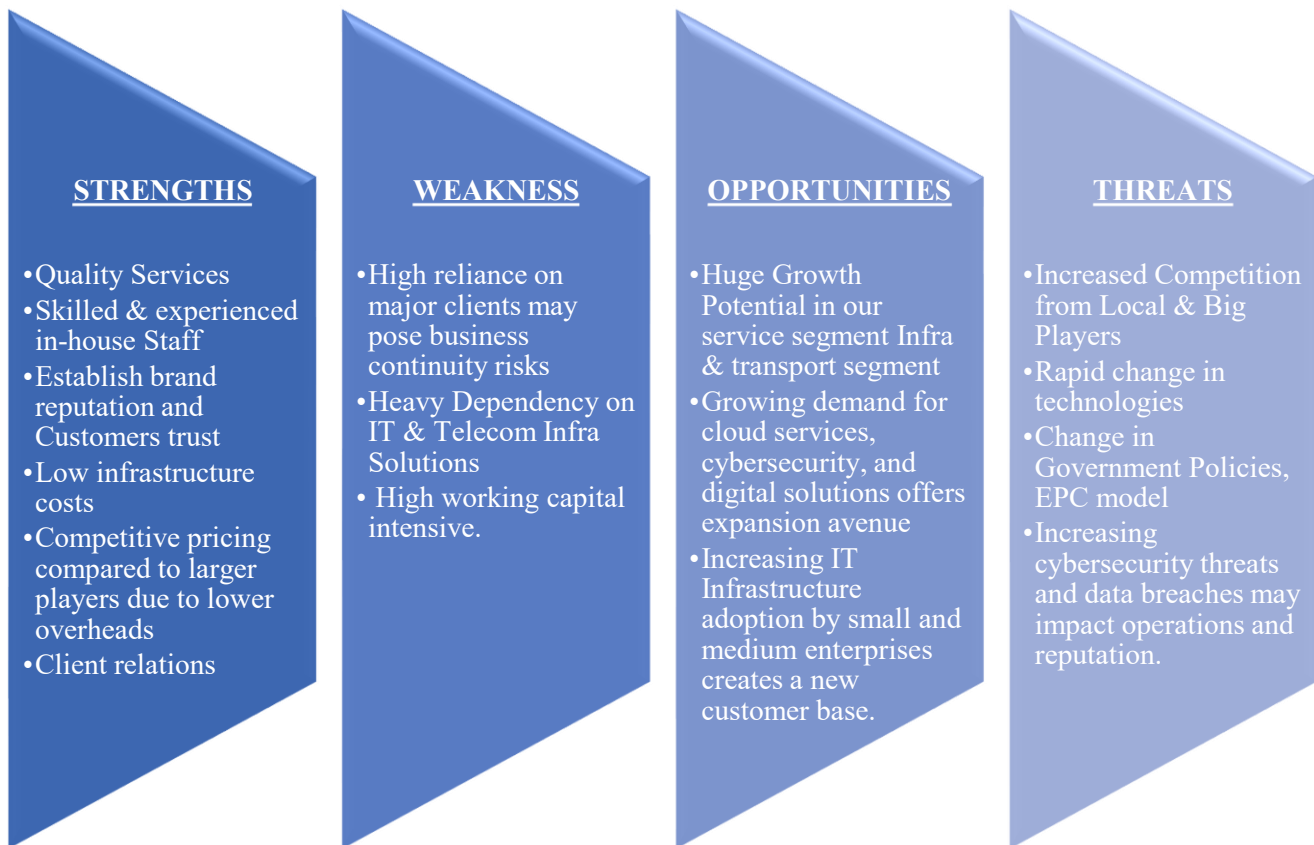 STRENGTHS
•Quality Services
•Skilled & experienced
in-house Staff
•Establish brand
reputation and
Customers trust
•Low infrastructure
costs
•Competitive pricing
compared to larger
players due to lower
overheads
•Client relations
WEAKNESS
•High reliance on
major clients may
pose business
continuity risks
•Heavy Dependency on
IT & Telecom Infra
Solutions
• High working capital
intensive.
OPPORTUNITIES
•Huge Growth
Potential in our
service segment Infra
& transport segment
•Growing demand for
cloud services,
cybersecurity, and
digital solutions offers
expansion avenue
•Increasing IT
Infrastructure
adoption by small and
medium enterprises
creates a new
customer base.
THREATS
•Increased Competition
from Local & Big
Players
•Rapid change in
technologies
•Change in
Government Policies,
EPC model
•Increasing
cybersecurity threats
and data breaches may
impact operations and
reputation.